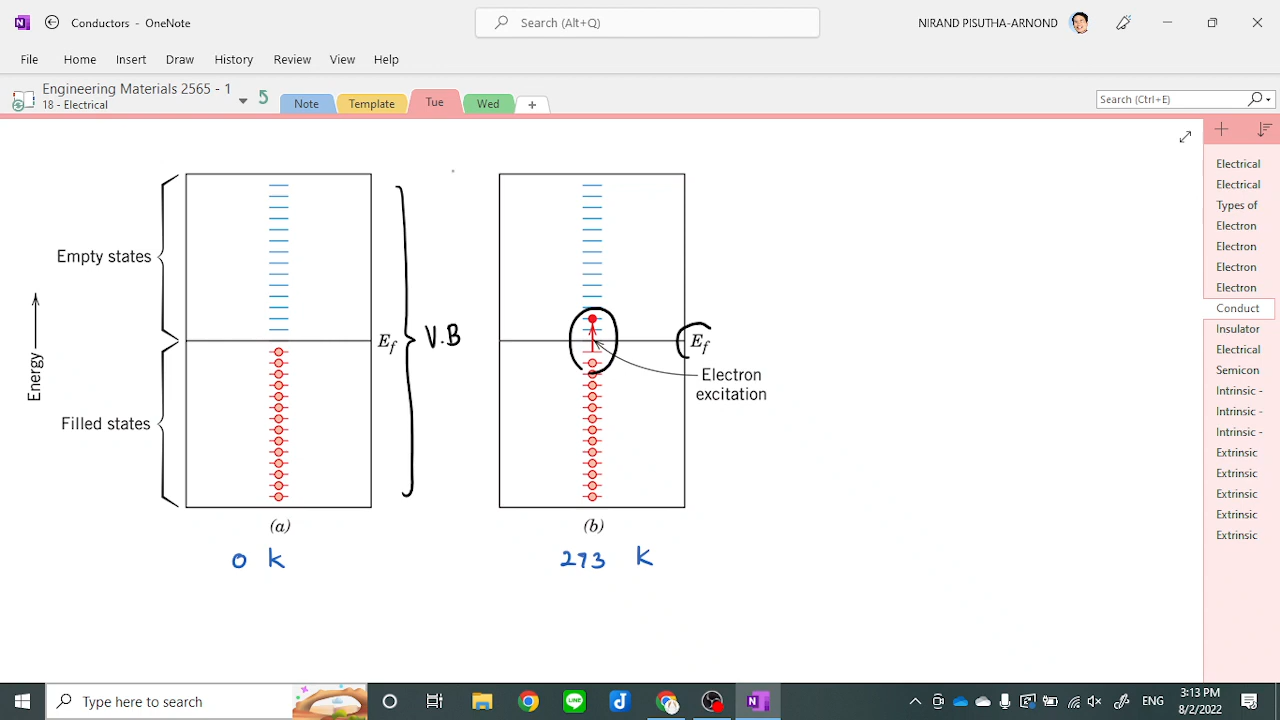 Conductors - OneNote
Search (Alt+Q)
NIRAND PISUTHA-ARNOND
File Home Insert Draw History Review View Help
Engineering Materials 2565 - 1
18 - Electrical
Note Template Tue Wed +
Search (Ctrl+E)
Electrical
Electrical
Types of
Electron
Electron
Electron
Electron
Conduct
Insulator
Electrical
Semicon
Intrinsic -
Intrinsic -
Intrinsic -
Extrinsic
Extrinsic
Extrinsic
Extrinsic
Extrinsic
Energy
Empty states
Filled states
Ef
V.B
Ef
Electron
excitation
(a)
(b)
0 K
273 K
Type here to search
ENG
3:13 PM
8/2/2022